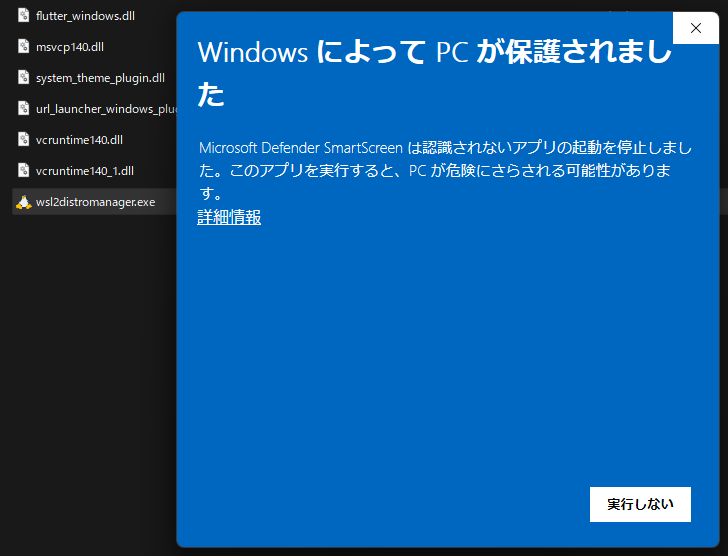 flutter_windows.dll
msvcp140.dll
system_theme_plugin.dll
url_launcher_windows_plu
vcruntime140.dll
vcruntime140_1.dll
wsl2distromanager.exe
Windows によって PC が保護されまし
た
Microsoft Defender SmartScreen は認識されないアプリの起動を停止しまし
た。このアプリを実行すると、PC が危険にさらされる可能性がありま
す。
詳細情報
実行しない